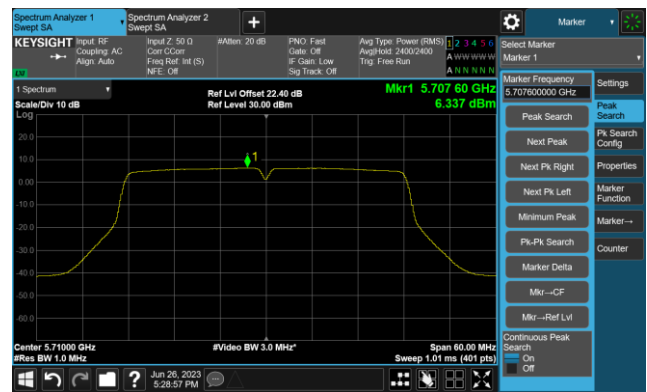 Spectrum Analyzer 1
Swept SA
Spectrum Analyzer 2
Swept SA
+
Marker
KEYSIGHT
Input: RF
Coupling: AC
Align: Auto
Input Z: 50 Ω
Corr CCorr
Freq Ref: Int (S)
NFE: Off
#Atten: 20 dB
PNO: Fast
Gate: Off
IF Gain: Low
Sig Track: Off
Avg Type: Power (RMS)
Avg|Hold: 2400/2400
Trig: Free Run
1 2 3 4 5 6
A W W W W W
A N N N N N
Select Marker
Marker 1
1 Spectrum
Scale/Div 10 dB
Log
Ref Lvl Offset 22.40 dB
Ref Level 30.00 dBm
Mkr1 5.707 60 GHz
6.337 dBm
1
20.0
10.0
0.00
-10.0
-20.0
-30.0
-40.0
-50.0
-60.0
Center 5.71000 GHz
#Res BW 1.0 MHz
#Video BW 3.0 MHz*
Span 60.00 MHz
Sweep 1.01 ms (401 pts)
Marker Frequency
5.707600000 GHz
Peak Search
Next Peak
Next Pk Right
Next Pk Left
Minimum Peak
Pk-Pk Search
Marker Delta
Mkr→CF
Mkr→Ref Lvl
Continuous Peak
Search
On
Off
Settings
Peak
Search
Pk Search
Config
Properties
Marker
Function
Marker→
Counter
?
Jun 26, 2023
5:28:57 PM